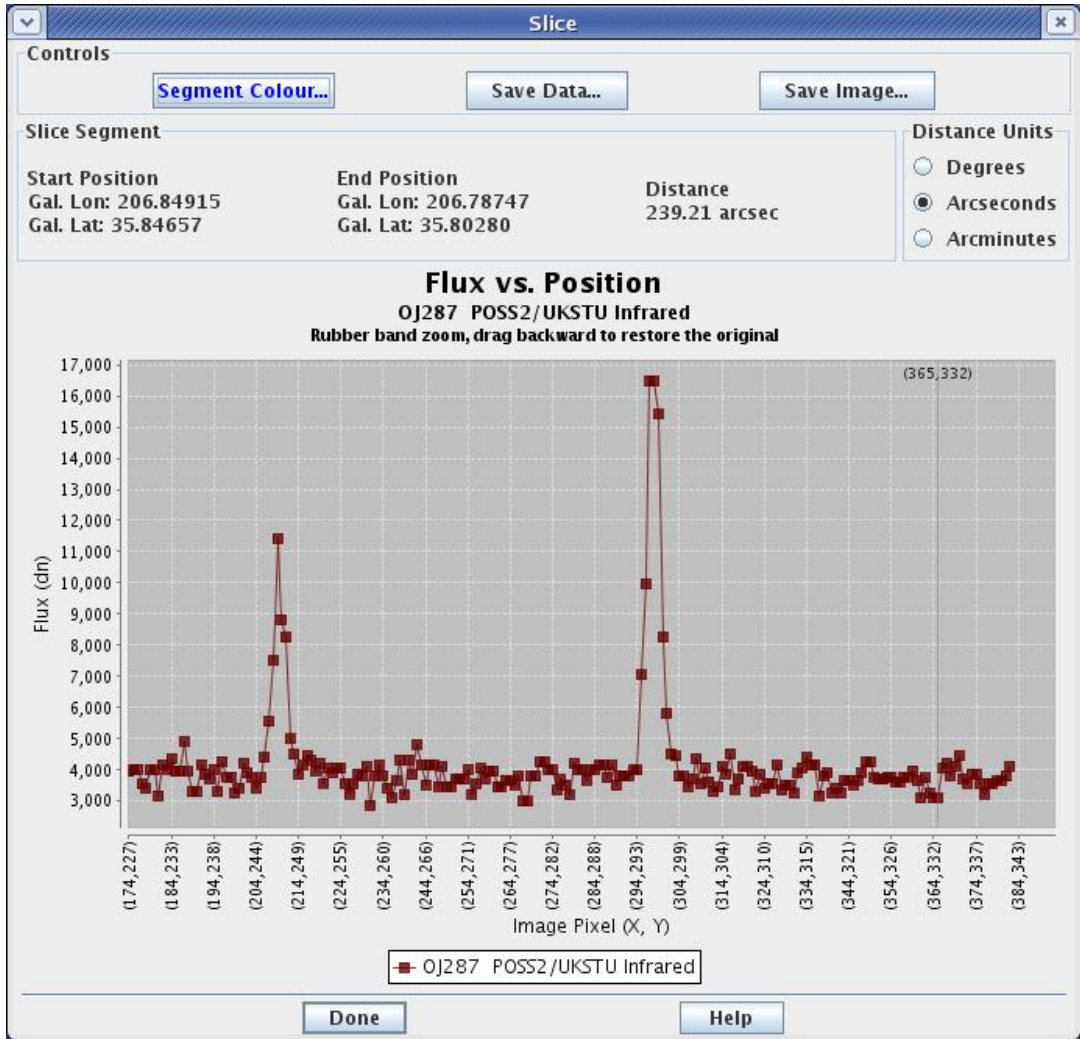 Slice
Controls
Segment Colour...
Save Data...
Save Image...
Slice Segment
Start Position
Gal. Lon: 206.84915
Gal. Lat: 35.84657
End Position
Gal. Lon: 206.78747
Gal. Lat: 35.80280
Distance
239.21 arcsec
Distance Units
Degrees
Arcseconds
Arcminutes
Flux vs. Position
OJ287 POSS2/UKSTU Infrared
Rubber band zoom, drag backward to restore the original
(365,332)
17,000
16,000
15,000
14,000
13,000
12,000
11,000
10,000
9,000
8,000
7,000
6,000
5,000
4,000
3,000
Flux (dn)
(174,227)
(184,233)
(194,238)
(204,244)
(214,249)
(224,255)
(234,260)
(244,266)
(254,271)
(264,277)
(274,282)
(284,288)
(294,293)
(304,299)
(314,304)
(324,310)
(334,315)
(344,321)
(354,326)
(364,332)
(374,337)
(384,343)
Image Pixel (X, Y)
OJ287 POSS2/UKSTU Infrared
Done
Help